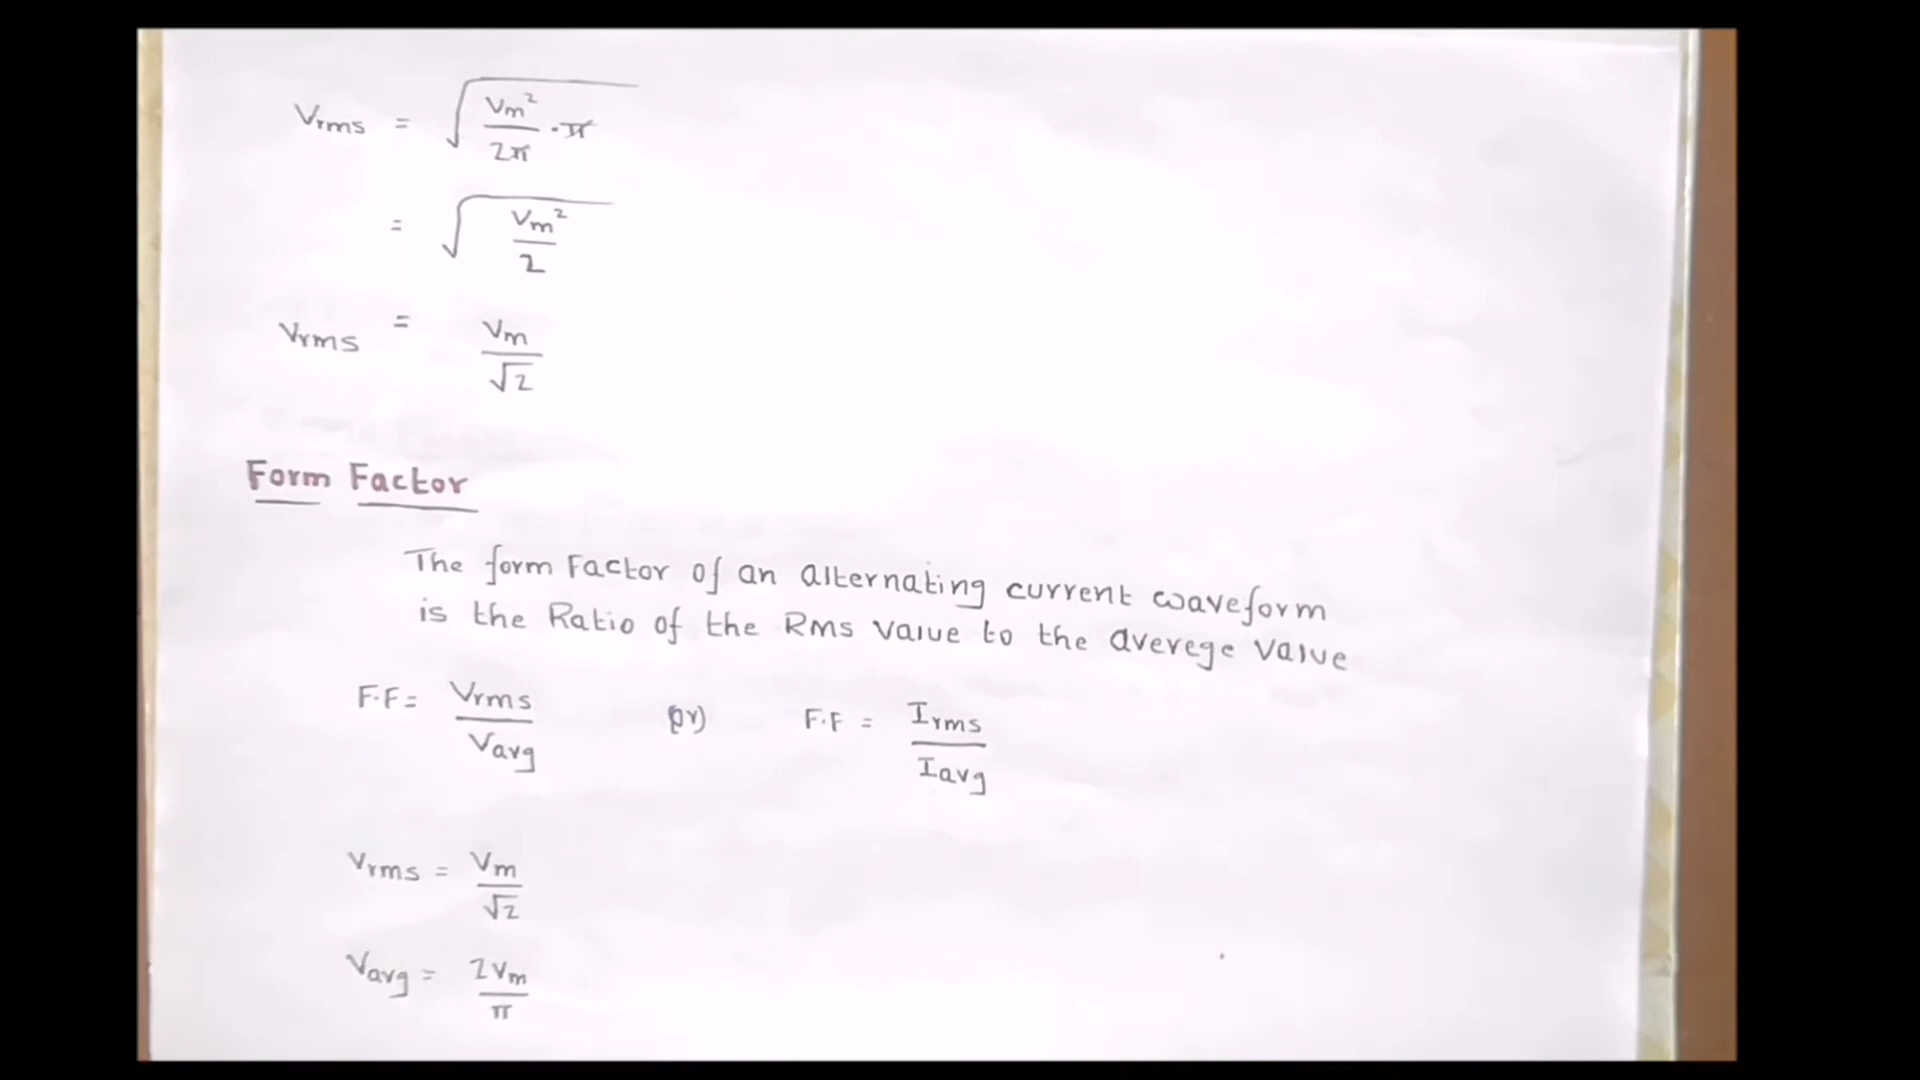 Vrms = √(Vm²/2π · π)
= √(Vm²/2)
Vrms = Vm/√2
Form Factor
The form Factor of an alternating current waveform
is the Ratio of the Rms value to the averege value
F.F = Vrms/Vavg (or) F.F = Irms/Iavg
Vrms = Vm/√2
Vavg = 2Vm/π